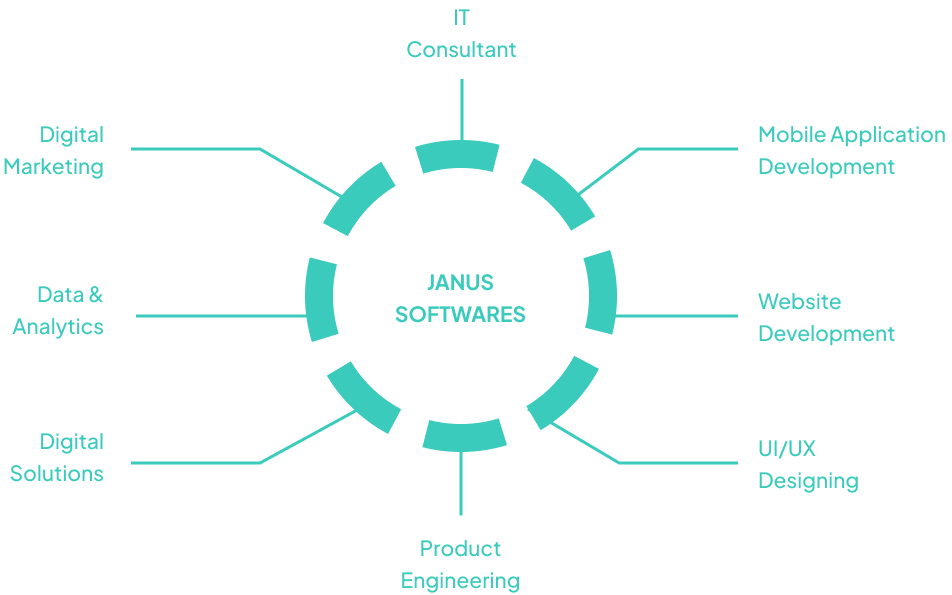 IT
Consultant
Digital
Marketing
Mobile Application
Development
Data &
Analytics
JANUS
SOFTWARES
Website
Development
Digital
Solutions
UI/UX
Designing
Product
Engineering